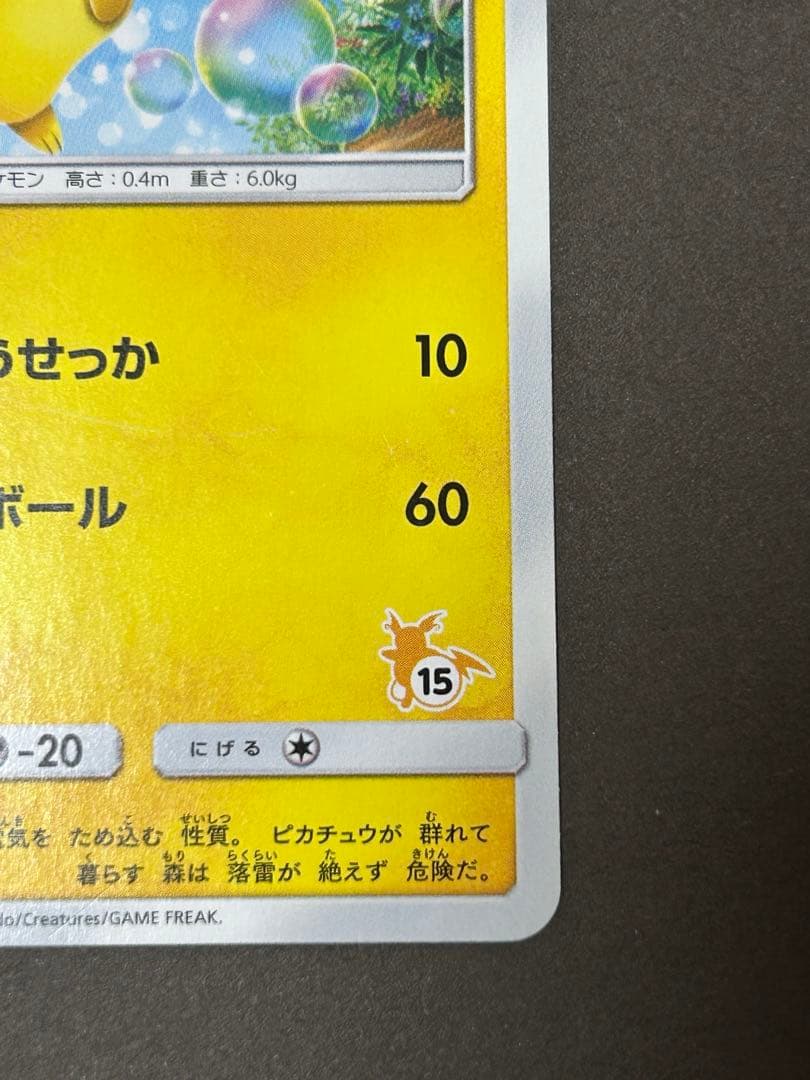 ケモン 高さ:0.4m 重さ:6.0kg
うせっか 10
ボール 60
15
-20 にげる
電気を ため込む 性質。 ピカチュウが 群れて
暮らす 森は 落雷が 絶えず 危険だ。
do/Creatures/GAME FREAK.